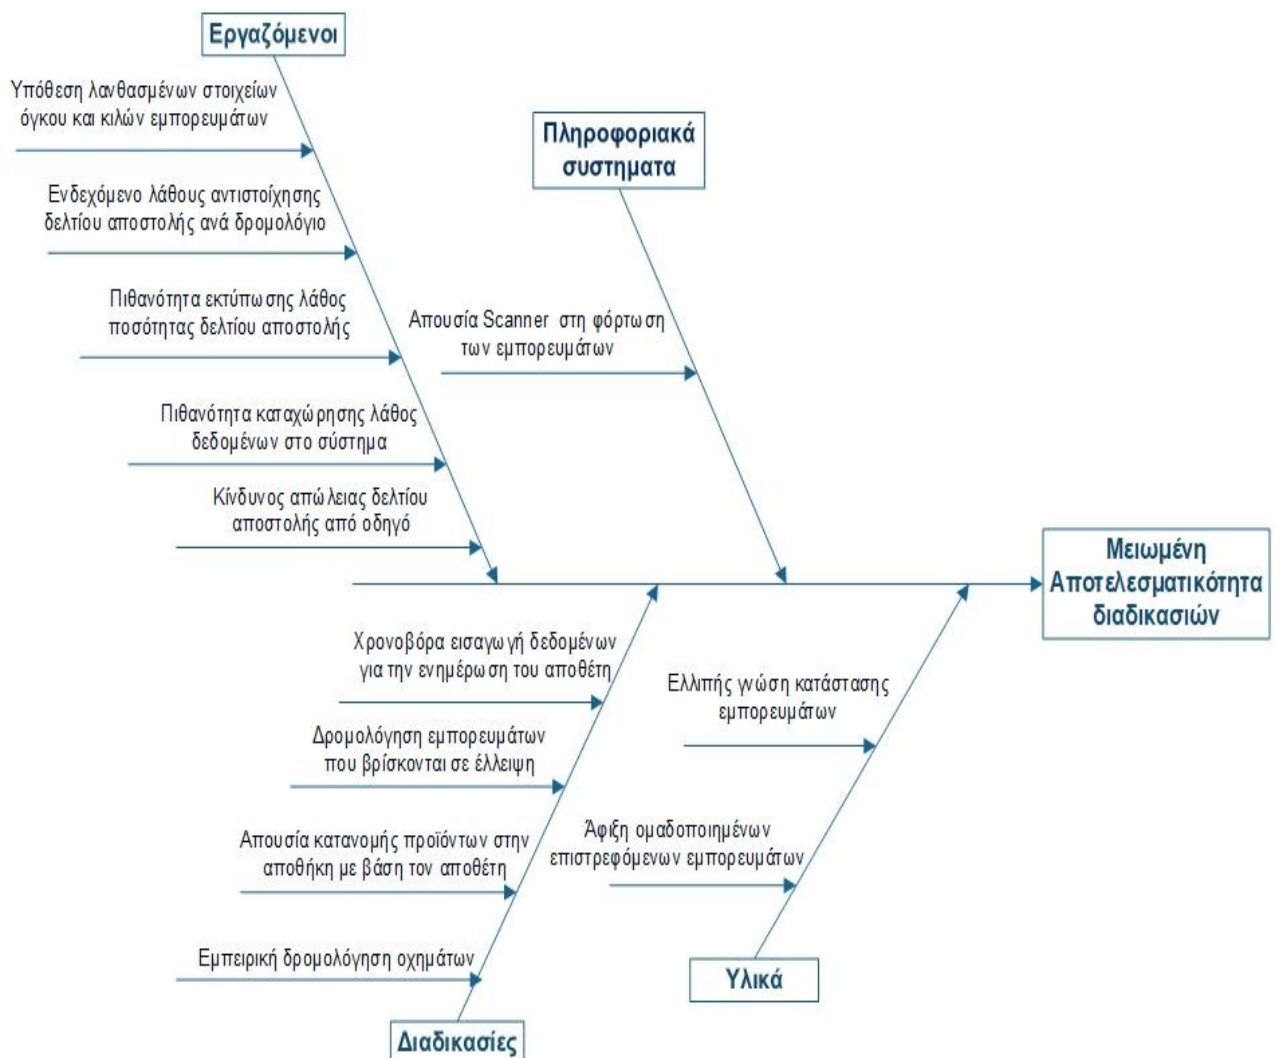 Εργαζόμενοι
Υπόθεση λανθασμένων στοιχείων
όγκου και κιλών εμπορευμάτων
Ενδεχόμενο λάθους αντιστοίχησης
δελτίου αποστολής ανά δρομολόγιο
Πιθανότητα εκτύπωσης λάθος
ποσότητας δελτίου αποστολής
Πιθανότητα καταχώρησης λάθος
δεδομένων στο σύστημα
Κίνδυνος απώλειας δελτίου
αποστολής από οδηγό
Πληροφοριακά
συστηματα
Απουσία Scanner στη φόρτωση
των εμπορευμάτων
Μειωμένη
Αποτελεσματικότητα
διαδικασιών
Χρονοβόρα εισαγωγή δεδομένων
για την ενημέρωση του αποθέτη
Δρομολόγηση εμπορευμάτων
που βρίσκονται σε έλλειψη
Απουσία κατανομής προϊόντων στην
αποθήκη με βάση τον αποθέτη
Εμπειρική δρομολόγηση οχημάτων
Διαδικασίες
Ελλιπής γνώση κατάστασης
εμπορευμάτων
Άφιξη ομαδοποιημένων
επιστρεφόμενων εμπορευμάτων
Υλικά